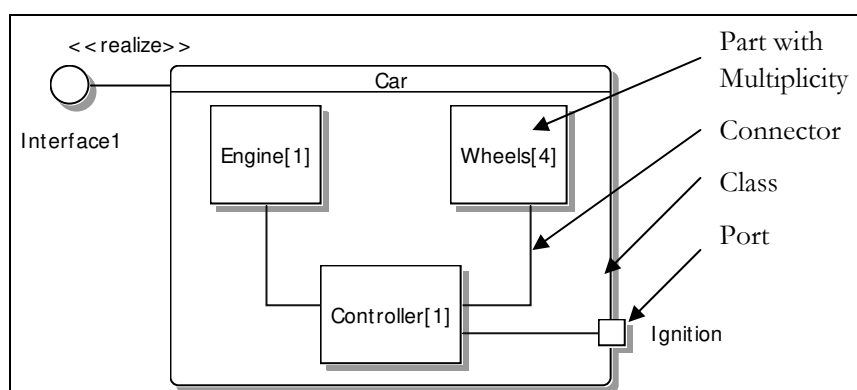 <<realize>>
Interface1
Car
Engine[1]
Wheels[4]
Controller[1]
Ignition
Part with
Multiplicity
Connector
Class
Port